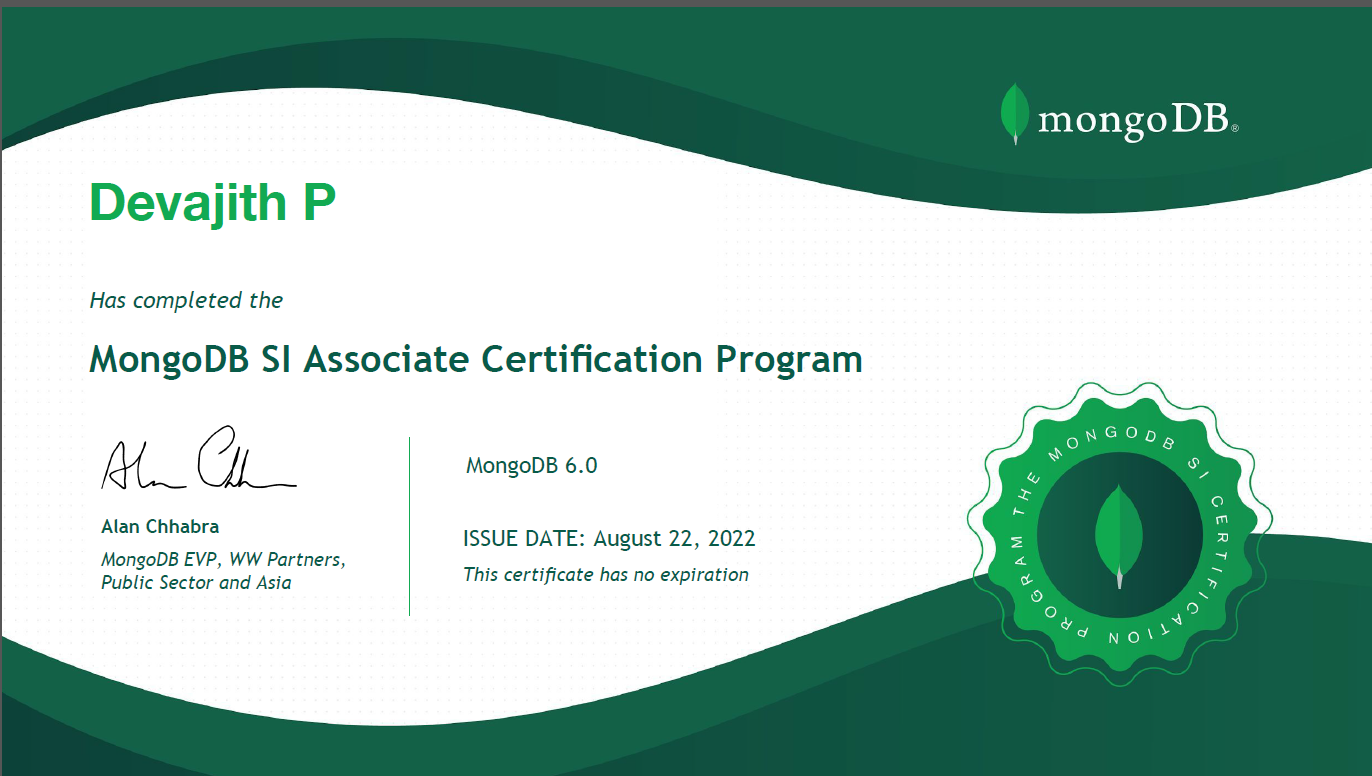 mongoDB®
Devajith P
Has completed the
MongoDB SI Associate Certification Program
Alan Chhabra
MongoDB EVP, WW Partners,
Public Sector and Asia
MongoDB 6.0
ISSUE DATE: August 22, 2022
This certificate has no expiration
THE MONGODB SI CERTIFICATION PROGRAM